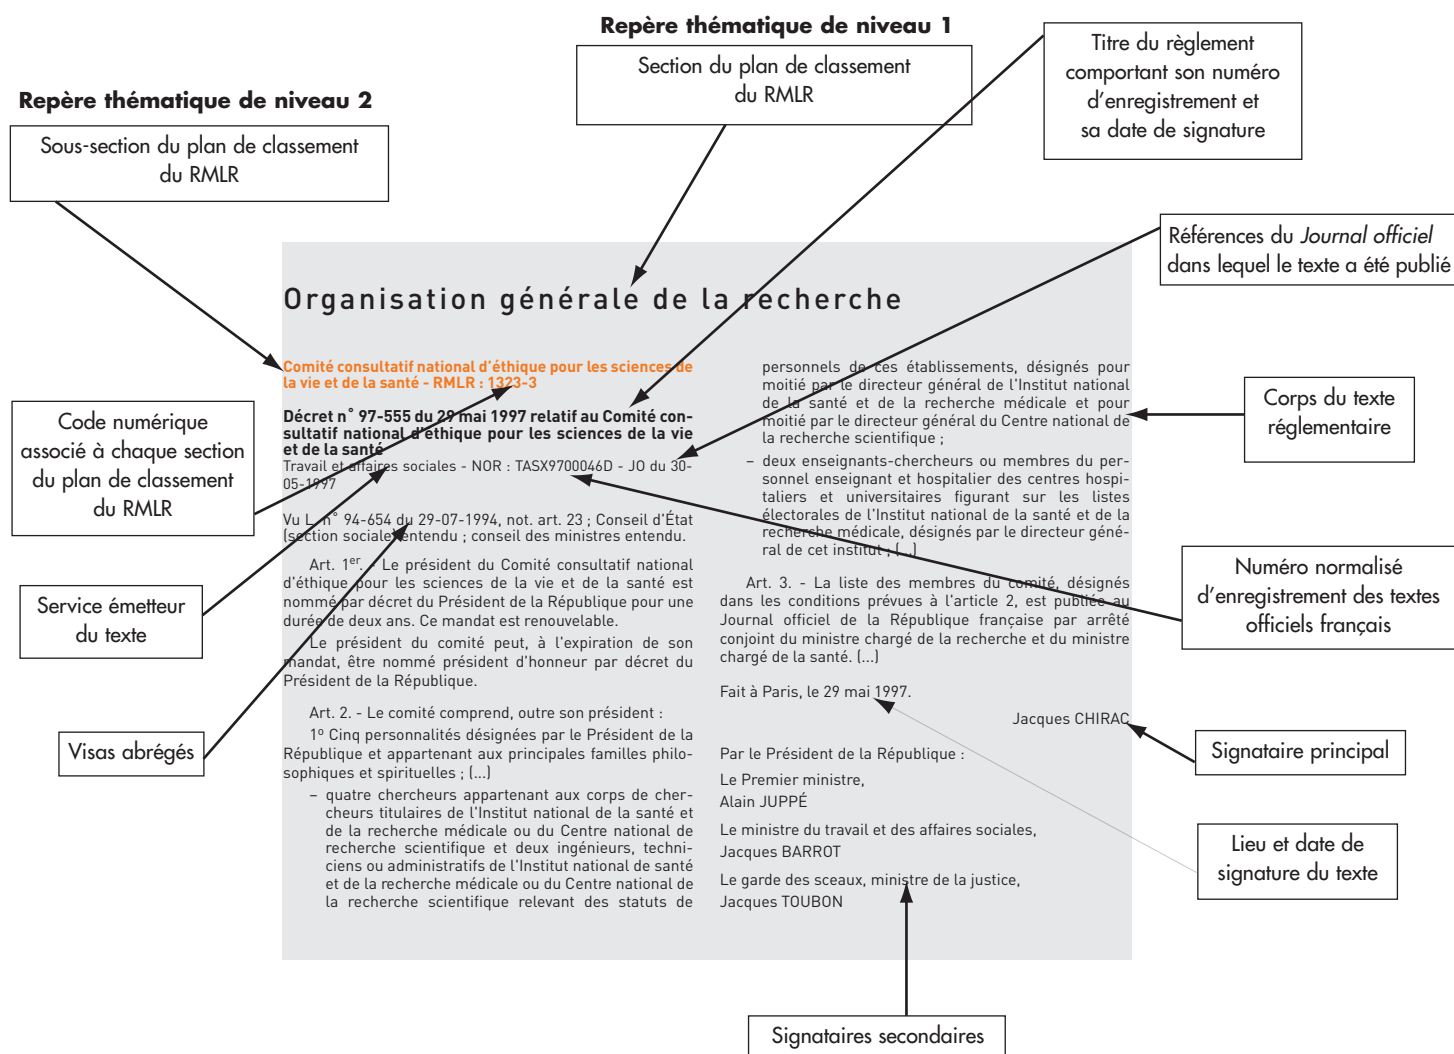 Repère thématique de niveau 1
Section du plan de classement
du RMLR
Titre du règlement
comportant son numéro
d'enregistrement et
sa date de signature
Repère thématique de niveau 2
Sous-section du plan de classement
du RMLR
Références du Journal officiel
dans lequel le texte a été publié
Organisation générale de la recherche
Comité consultatif national d'éthique pour les sciences de
la vie et de la santé - RMLR : 1323-3
Décret n° 97-555 du 29 mai 1997 relatif au Comité con-
sultatif national d'éthique pour les sciences de la vie
et de la santé
Travail et affaires sociales - NOR : TASX9700046D - JO du 30-
05-1997
Vu L. n° 94-654 du 29-07-1994, not. art. 23 ; Conseil d'État
(section sociale) entendu ; conseil des ministres entendu.
Art. 1er. - Le président du Comité consultatif national
d'éthique pour les sciences de la vie et de la santé est
nommé par décret du Président de la République pour une
durée de deux ans. Ce mandat est renouvelable.
Le président du comité peut, à l'expiration de son
mandat, être nommé président d'honneur par décret du
Président de la République.
Art. 2. - Le comité comprend, outre son président :
1º Cinq personnalités désignées par le Président de la
République et appartenant aux principales familles philo-
sophiques et spirituelles ; (...)
– quatre chercheurs appartenant aux corps de cher-
cheurs titulaires de l'Institut national de la santé et
de la recherche médicale ou du Centre national de
recherche scientifique et deux ingénieurs, techni-
ciens ou administratifs de l'Institut national de santé
et de la recherche médicale ou du Centre national de
la recherche scientifique relevant des statuts de
personnels de ces établissements, désignés pour
moitié par le directeur général de l'Institut national
de la santé et de la recherche médicale et pour
moitié par le directeur général du Centre national de
la recherche scientifique ;
– deux enseignants-chercheurs ou membres du per-
sonnel enseignant et hospitalier des centres hospi-
taliers et universitaires figurant sur les listes
électorales de l'Institut national de la santé et de la
recherche médicale, désignés par le directeur géné-
ral de cet institut ; (...)
Art. 3. - La liste des membres du comité, désignés
dans les conditions prévues à l'article 2, est publiée au
Journal officiel de la République française par arrêté
conjoint du ministre chargé de la recherche et du ministre
chargé de la santé. (...)
Fait à Paris, le 29 mai 1997.
Jacques CHIRAC
Par le Président de la République :
Le Premier ministre,
Alain JUPPÉ
Le ministre du travail et des affaires sociales,
Jacques BARROT
Le garde des sceaux, ministre de la justice,
Jacques TOUBON
Code numérique
associé à chaque section
du plan de classement
du RMLR
Service émetteur
du texte
Visas abrégés
Corps du texte
réglementaire
Numéro normalisé
d'enregistrement des textes
officiels français
Signataire principal
Lieu et date de
signature du texte
Signataires secondaires